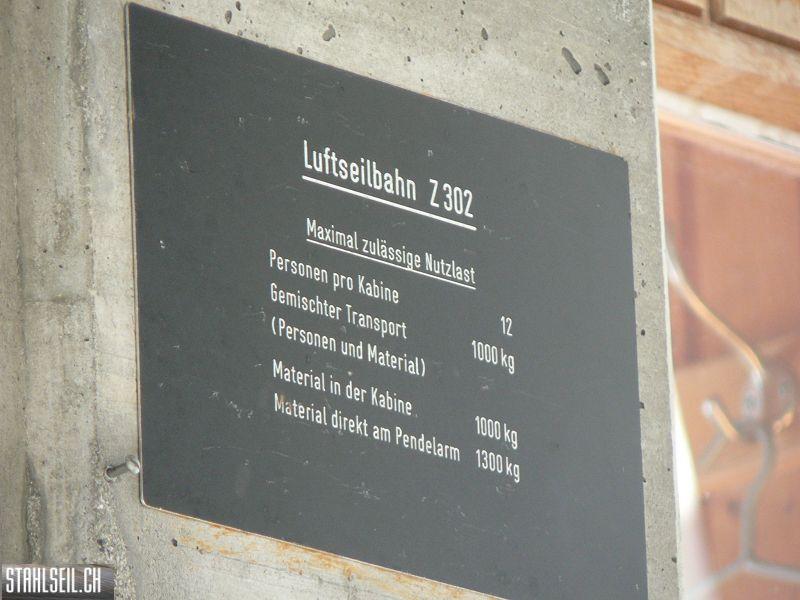 Luftseilbahn Z 302
Maximal zulässige Nutzlast
Personen pro Kabine 12
Gemischter Transport 1000 kg
(Personen und Material)
Material in der Kabine 1000 kg
Material direkt am Pendelarm 1300 kg
STAHLSEIL.CH